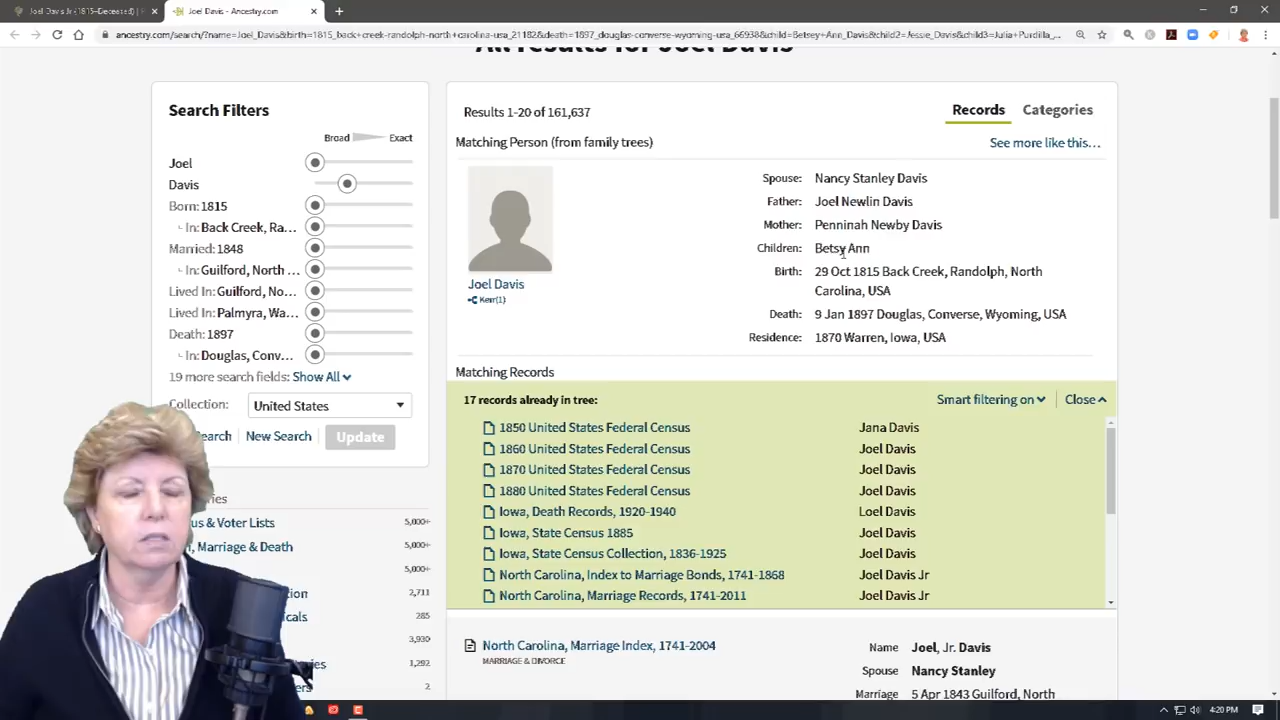 Joel Davis Jr (1815-Deceased) |
Joel Davis - Ancestry.com
ancestry.com/search/?name=Joel_Davis&birth=1815_back+creek-randolph-north+carolina-usa_21182&death=1897_douglas-converse-wyoming-usa_66938&child=Betsey+Ann_Davis&child2=Jessie_Davis&child3=Julia+Purdilla_...
All Results for Joel Davis
Search Filters
Broad Exact
Joel
Davis
Born: 1815
In: Back Creek, Ra...
Married: 1848
In: Guilford, North ...
Lived In: Guilford, No...
Lived In: Palmyra, Wa...
Death: 1897
In: Douglas, Conv...
19 more search fields: Show All
Collection: United States
Search New Search Update
5,000+
us & Voter Lists
, Marriage & Death 5,000+
5,000+
2,711
285
3,930
1,292
2
Results 1-20 of 161,637
Records Categories
Matching Person (from family trees)
See more like this...
Joel Davis
Kerr(1)
Spouse: Nancy Stanley Davis
Father: Joel Newlin Davis
Mother: Penninah Newby Davis
Children: Betsy Ann
Birth: 29 Oct 1815 Back Creek, Randolph, North
Carolina, USA
Death: 9 Jan 1897 Douglas, Converse, Wyoming, USA
Residence: 1870 Warren, Iowa, USA
Matching Records
17 records already in tree: Smart filtering on Close
1850 United States Federal Census Jana Davis
1860 United States Federal Census Joel Davis
1870 United States Federal Census Joel Davis
1880 United States Federal Census Joel Davis
Iowa, Death Records, 1920-1940 Loel Davis
Iowa, State Census 1885 Joel Davis
Iowa, State Census Collection, 1836-1925 Joel Davis
North Carolina, Index to Marriage Bonds, 1741-1868 Joel Davis Jr
North Carolina, Marriage Records, 1741-2011 Joel Davis Jr
North Carolina, Marriage Index, 1741-2004
MARRIAGE & DIVORCE
Name Joel, Jr. Davis
Spouse Nancy Stanley
Marriage 5 Apr 1843 Guilford, North
4:20 PM